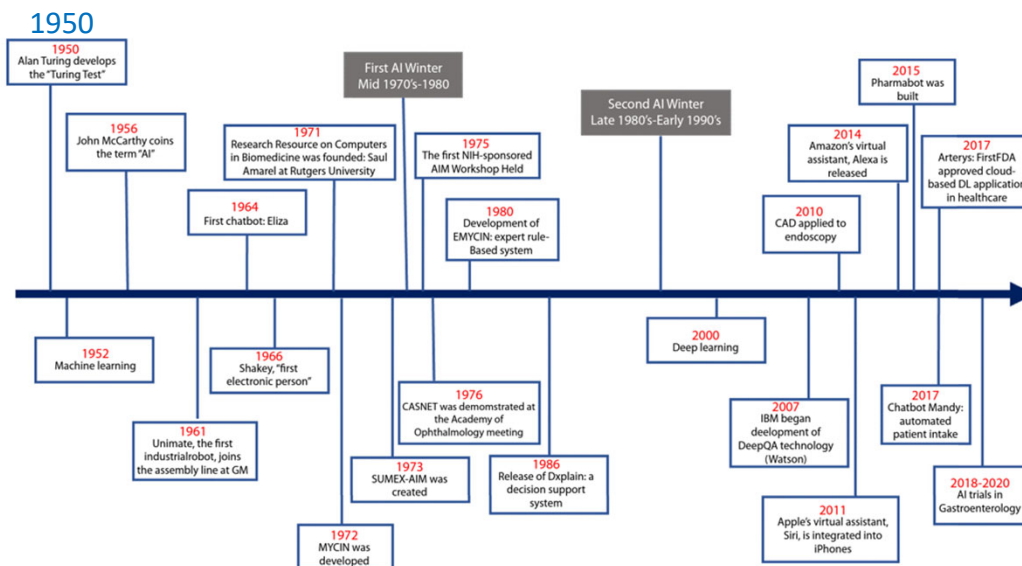 1950
1950
Alan Turing develops
the "Turing Test"
1956
John McCarthy coins
the term "AI"
1964
First chatbot: Eliza
1971
Research Resource on Computers
in Biomedicine was founded: Saul
Amarel at Rutgers University
First AI Winter
Mid 1970's-1980
1975
The first NIH-sponsored
AIM Workshop Held
1980
Development of
EMYCIN: expert rule-
Based system
Second AI Winter
Late 1980's-Early 1990's
2010
CAD applied to
endoscopy
2014
Amazon's virtual
assistant, Alexa is
released
2015
Pharmabot was
built
2017
Arterys: FirstFDA
approved cloud-
based DL application
in healthcare
1952
Machine learning
1961
Unimate, the first
industrialrobot, joins
the assembly line at GM
1966
Shakey, "first
electronic person"
1972
MYCIN was
developed
1973
SUMEX-AIM was
created
1976
CASNET was demomstrated at
the Academy of
Ophthalmology meeting
1986
Release of Dxplain: a
decision support
system
2000
Deep learning
2007
IBM began
deelopment of
DeepQA technology
(Watson)
2011
Apple's virtual assistant,
Siri, is integrated into
iPhones
2017
Chatbot Mandy:
automated
patient intake
2018-2020
AI trials in
Gastroenterology